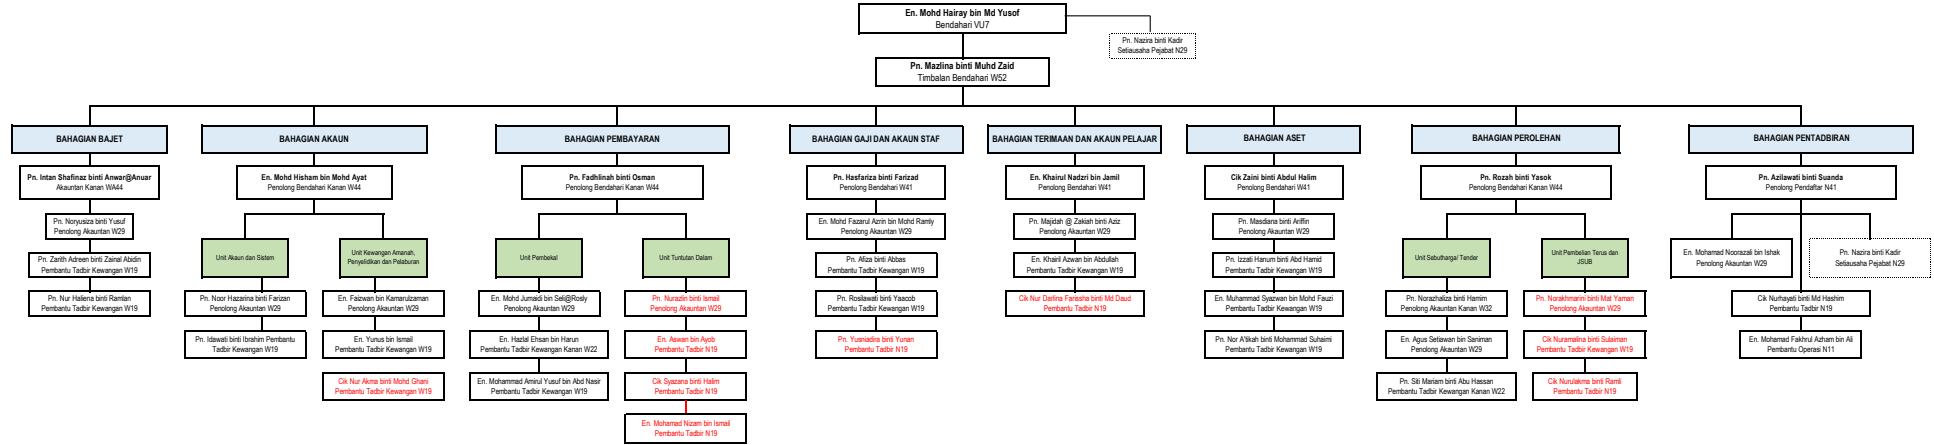 En. Mohd Hairay bin Md Yusof
Bendahari VU7
Pn. Nazira binti Kadir
Setiausaha Pejabat N29
Pn. Mazlina binti Muhd Zaid
Timbalan Bendahari W52
BAHAGIAN BAJET
Pn. Intan Shafinaz binti Anwar@Anuar
Akauntan Kanan WA44
Pn. Noryusiza binti Yusuf
Penolong Akauntan W29
Pn. Zarith Adreen binti Zainal Abidin
Pembantu Tadbir Kewangan W19
Pn. Nur Haliena binti Ramlan
Pembantu Tadbir Kewangan W19
BAHAGIAN AKAUN
En. Mohd Hisham bin Mohd Ayat
Penolong Bendahari Kanan W44
Unit Akaun dan Sistem
Pn. Noor Hazarina binti Farizan
Penolong Akauntan W29
Pn. Idawati binti Ibrahim Pembantu
Tadbir Kewangan W19
Unit Kewangan Amanah,
Penyelidikan dan Pelaburan
En. Faizwan bin Kamarulzaman
Penolong Akauntan W29
En. Yunus bin Ismail
Pembantu Tadbir Kewangan W19
Cik Nur Akma binti Mohd Ghani
Pembantu Tadbir Kewangan W19
BAHAGIAN PEMBAYARAN
Pn. Fadhlinah binti Osman
Penolong Bendahari Kanan W44
Unit Pembekal
En. Mohd Jumaidi bin Seli@Rosly
Penolong Akauntan W29
En. Hazlal Ehsan bin Harun
Pembantu Tadbir Kewangan Kanan W22
En. Mohammad Amirul Yusuf bin Abd Nasir
Pembantu Tadbir Kewangan W19
Unit Tuntutan Dalam
Pn. Nurazlin binti Ismail
Penolong Akauntan W29
En. Aswan bin Ayob
Pembantu Tadbir N19
Cik Syazana binti Halim
Pembantu Tadbir N19
En. Mohamad Nizam bin Ismail
Pembantu Tadbir N19
BAHAGIAN GAJI DAN AKAUN STAF
Pn. Hasfariza binti Farizad
Penolong Bendahari W41
En. Mohd Fazarul Azrin bin Mohd Ramly
Penolong Akauntan W29
Pn. Afiza binti Abbas
Pembantu Tadbir Kewangan W19
Pn. Rosilawati binti Yaacob
Pembantu Tadbir Kewangan W19
Pn. Yusniadira binti Yunan
Pembantu Tadbir N19
BAHAGIAN TERIMAAN DAN AKAUN PELAJAR
En. Khairul Nadzri bin Jamil
Penolong Bendahari W41
Pn. Majidah @ Zakiah binti Aziz
Penolong Akauntan W29
En. Khairil Azwan bin Abdullah
Pembantu Tadbir Kewangan W19
Cik Nur Darlina Farissha binti Md Daud
Pembantu Tadbir N19
BAHAGIAN ASET
Cik Zaini binti Abdul Halim
Penolong Bendahari W41
Pn. Masdiana binti Ariffin
Penolong Akauntan W29
Pn. Izzati Hanum binti Abd Hamid
Pembantu Tadbir Kewangan W19
En. Muhammad Syazwan bin Mohd Fauzi
Pembantu Tadbir Kewangan W19
Pn. Nor A'tikah binti Mohammad Suhaimi
Pembantu Tadbir Kewangan W19
BAHAGIAN PEROLEHAN
Pn. Rozah binti Yasok
Penolong Bendahari Kanan W44
Unit Sebutharga/ Tender
Pn. Norazhaliza binti Hamim
Penolong Akauntan Kanan W32
En. Agus Setiawan bin Saniman
Penolong Akauntan W29
Pn. Siti Mariam binti Abu Hassan
Pembantu Tadbir Kewangan Kanan W22
Unit Pembelian Terus dan
JSUB
Pn. Norakhmarini binti Mat Yaman
Penolong Akauntan W29
Cik Nuramalina binti Sulaiman
Pembantu Tadbir Kewangan W19
Cik Nurulakma binti Ramli
Pembantu Tadbir N19
BAHAGIAN PENTADBIRAN
Pn. Azilawati binti Suanda
Penolong Pendaftar N41
En. Mohamad Noorazali bin Ishak
Penolong Akauntan W29
Pn. Nazira binti Kadir
Setiausaha Pejabat N29
Cik Nurhayati binti Md Hashim
Pembantu Tadbir N19
En. Mohamad Fakhrul Azham bin Ali
Pembantu Operasi N11